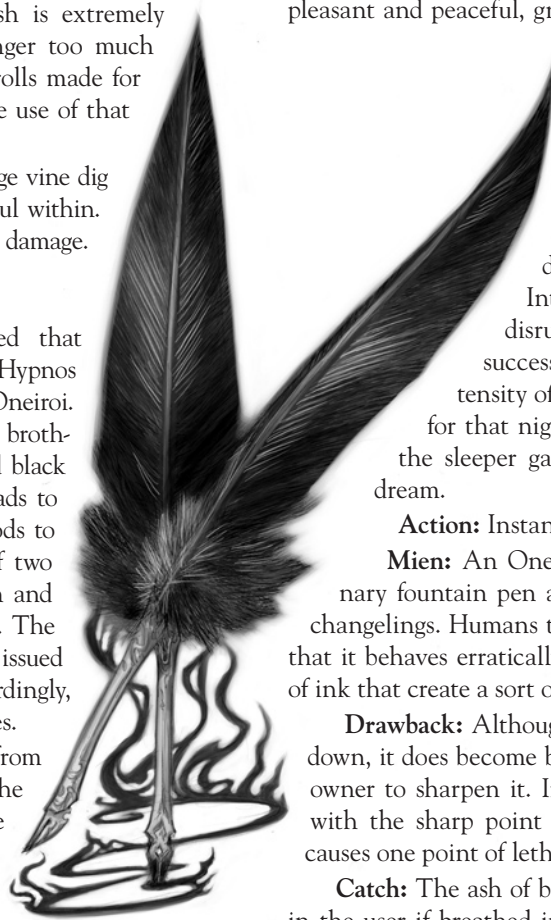 sh is extremely
nger too much
rolls made for
e use of that
ge vine dig
ul within.
damage.
ed that
Hypnos
Oneiroi.
broth-
l black
ads to
ods to
f two
n and
. The
issued
rdingly,
es.
from
he
e
pleasant and peaceful, gr
d
Int
disru
success
tensity of
for that nig
the sleeper ga
dream.
Action: Instan
Mien: An One
nary fountain pen a
changelings. Humans t
that it behaves erraticall
of ink that create a sort o
Drawback: Althoug
down, it does become b
owner to sharpen it. I
with the sharp point
causes one point of leth
Catch: The ash of b
in the user if breathed i